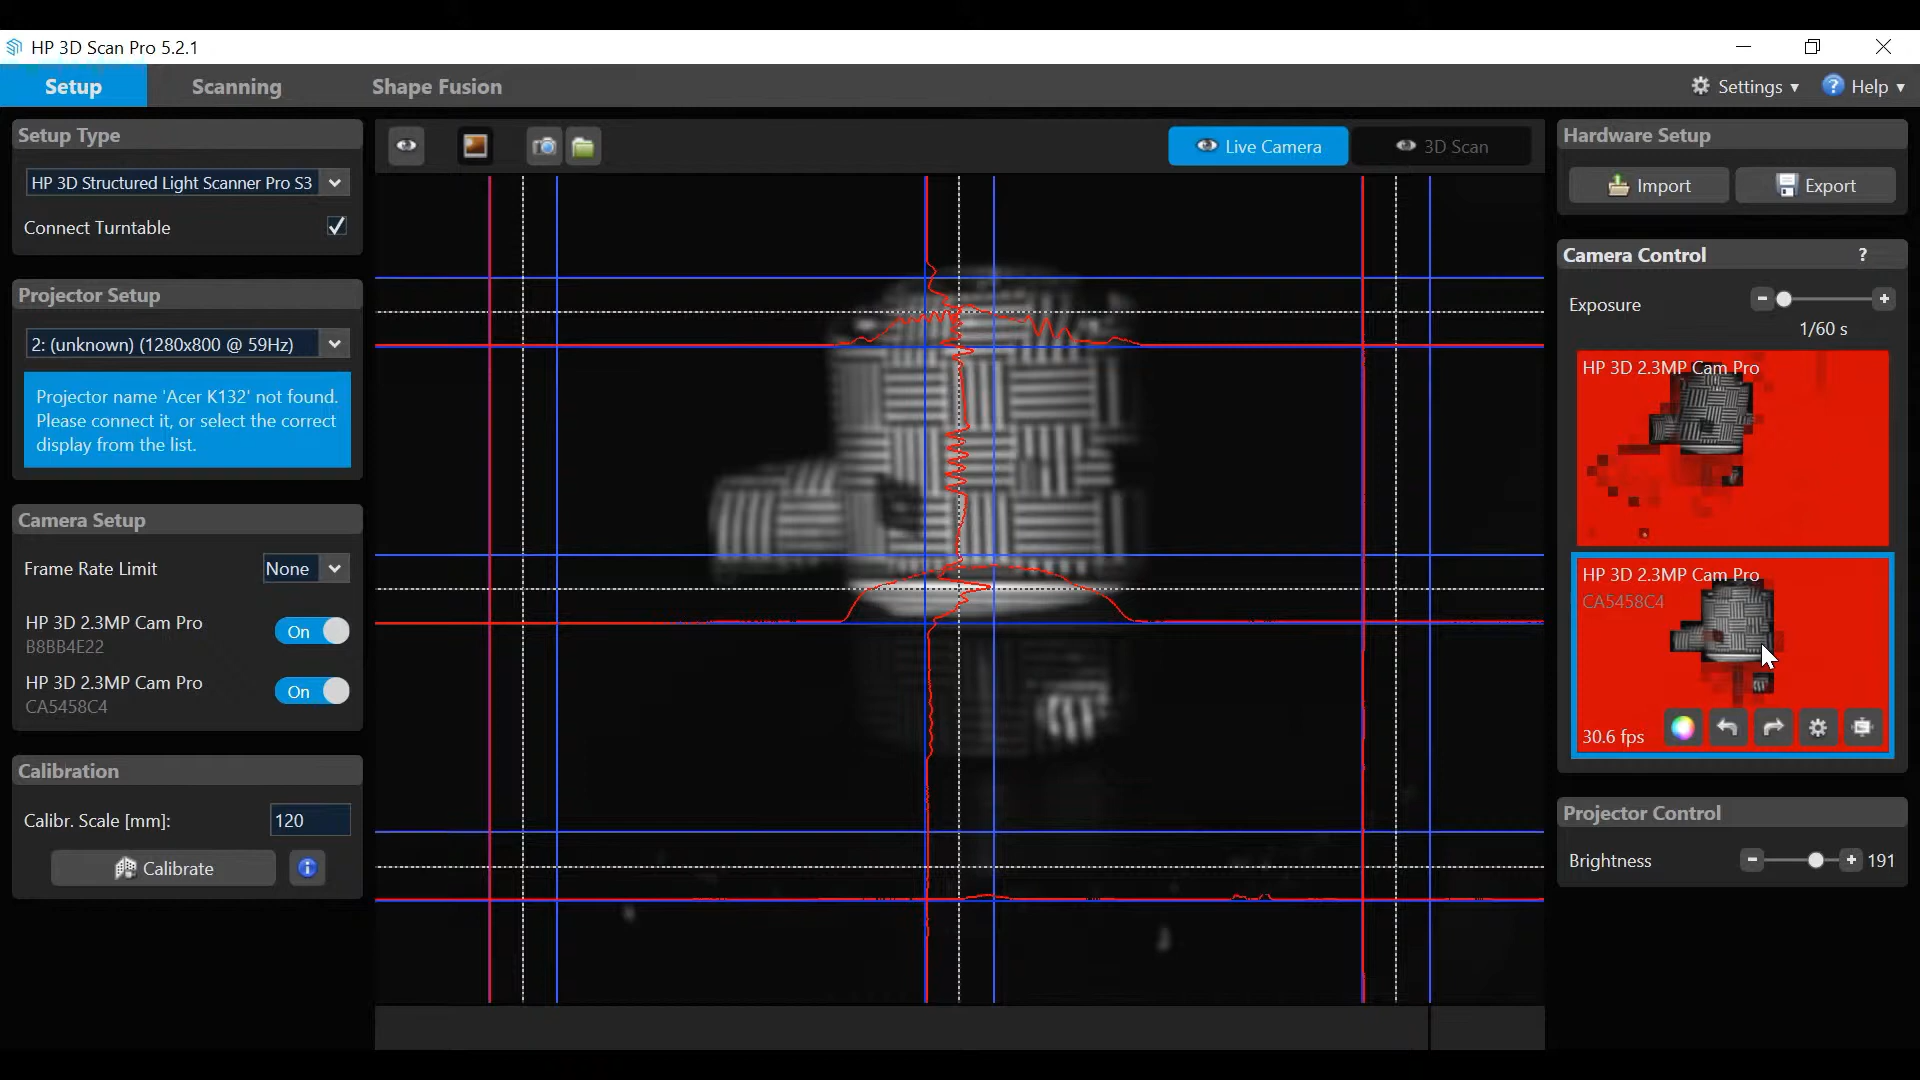 HP 3D Scan Pro 5.2.1
Setup
Scanning
Shape Fusion
Settings
? Help
Setup Type
HP 3D Structured Light Scanner Pro S3
Connect Turntable
Projector Setup
2: (unknown) (1280x800 @ 59Hz)
Projector name 'Acer K132' not found.
Please connect it, or select the correct
display from the list.
Camera Setup
Frame Rate Limit
None
HP 3D 2.3MP Cam Pro
B8BB4E22
On
HP 3D 2.3MP Cam Pro
CA5458C4
On
Calibration
Calibr. Scale [mm]:
120
Calibrate
i
Live Camera
3D Scan
Hardware Setup
Import
Export
Camera Control
?
Exposure
- +
1/60 s
HP 3D 2.3MP Cam Pro
HP 3D 2.3MP Cam Pro
CA5458C4
30.6 fps
Projector Control
Brightness
- + 191